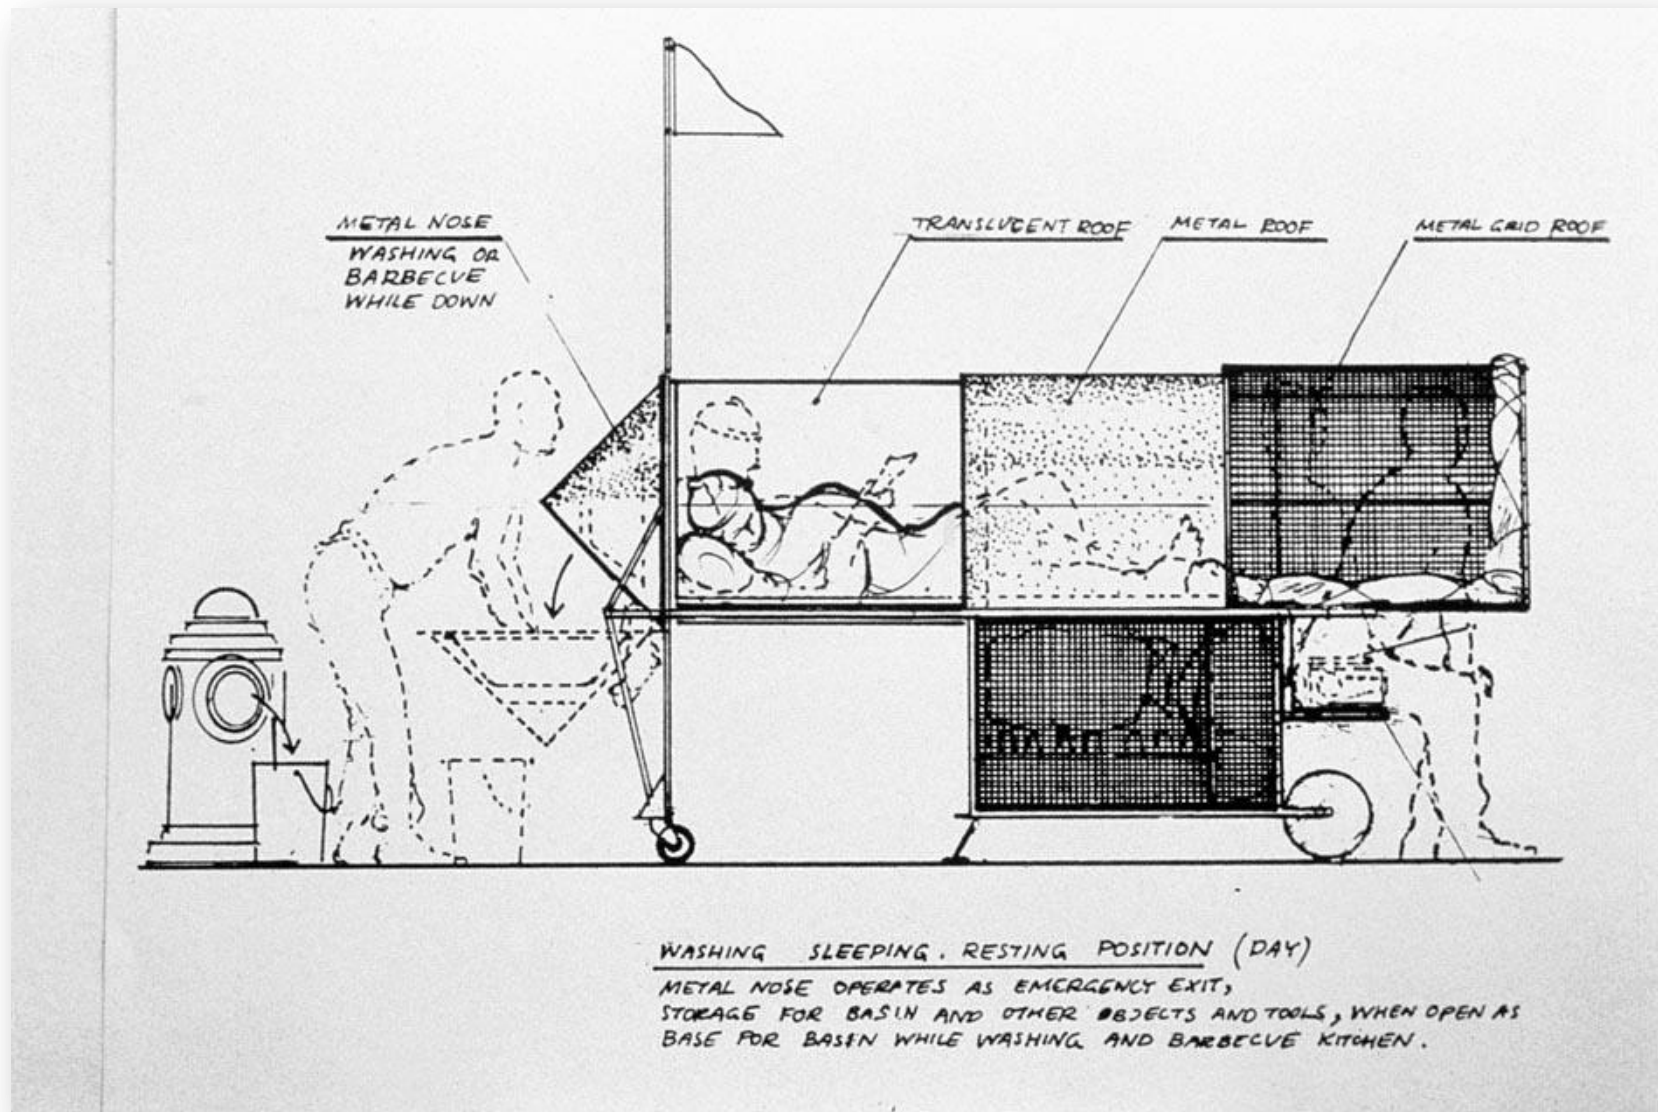 METAL NOSE
WASHING OR
BARBECUE
WHILE DOWN
TRANSLUCENT ROOF
METAL ROOF
METAL GRID ROOF
WASHING SLEEPING. RESTING POSITION (DAY)
METAL NOSE OPERATES AS EMERGENCY EXIT,
STORAGE FOR BASIN AND OTHER OBJECTS AND TOOLS, WHEN OPEN AS
BASE FOR BASIN WHILE WASHING AND BARBECUE KITCHEN.